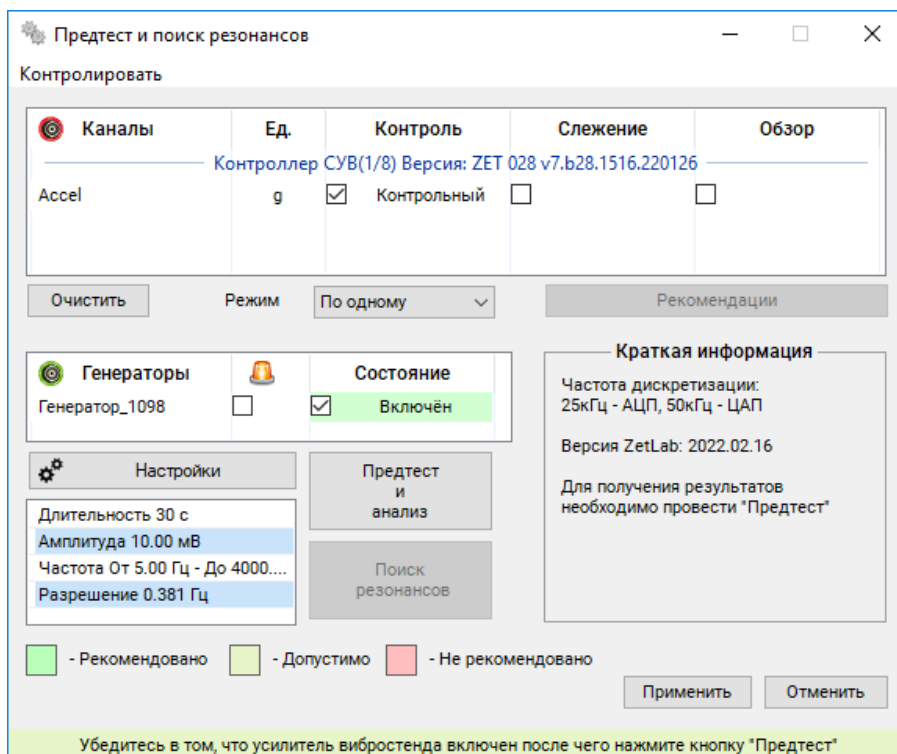 Предтест и поиск резонансов
Контролировать
Каналы Ед. Контроль Слежение Обзор
Контроллер СУВ(1/8) Версия: ZET 028 v7.b28.1516.220126
Accel g Контрольный
Очистить Режим По одному Рекомендации
Генераторы Состояние
Генератор_1098 Включён
Настройки
Длительность 30 с
Амплитуда 10.00 мВ
Частота От 5.00 Гц - До 4000....
Разрешение 0.381 Гц
Предтест
и
анализ
Поиск
резонансов
Краткая информация
Частота дискретизации:
25кГц - АЦП, 50кГц - ЦАП
Версия ZetLab: 2022.02.16
Для получения результатов
необходимо провести "Предтест"
- Рекомендовано - Допустимо - Не рекомендовано
Применить Отменить
Убедитесь в том, что усилитель вибростенда включен после чего нажмите кнопку "Предтест"